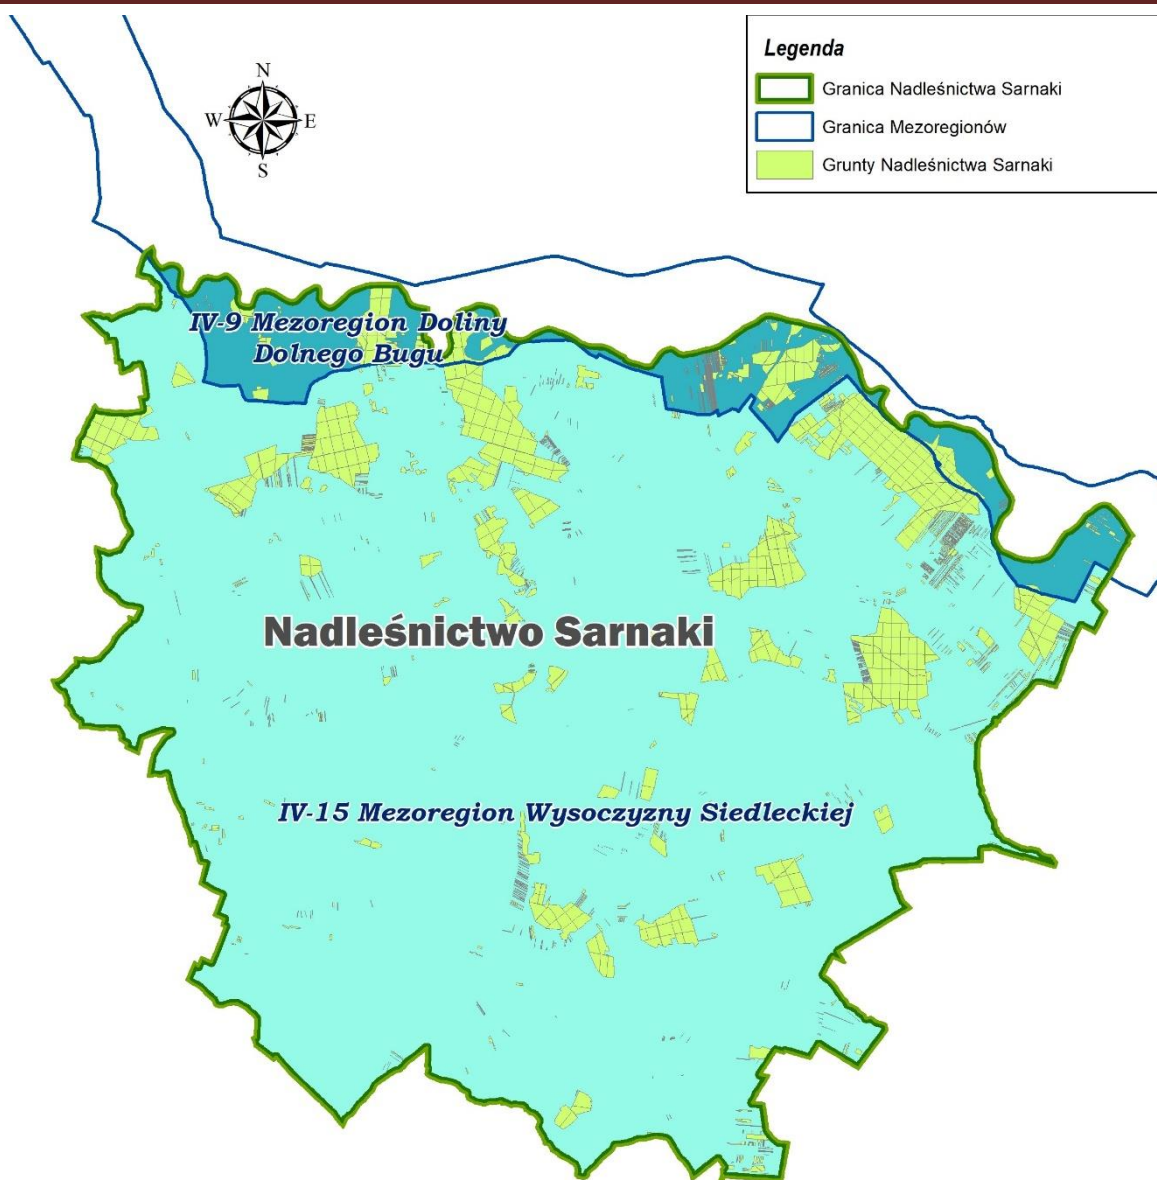 Legenda
Granica Nadleśnictwa Sarnaki
Granica Mezoregionów
Grunty Nadleśnictwa Sarnaki
N
W E
S
IV-9 Mezoregion Doliny
Dolnego Bugu
Nadleśnictwo Sarnaki
IV-15 Mezoregion Wysoczyzny Siedleckiej